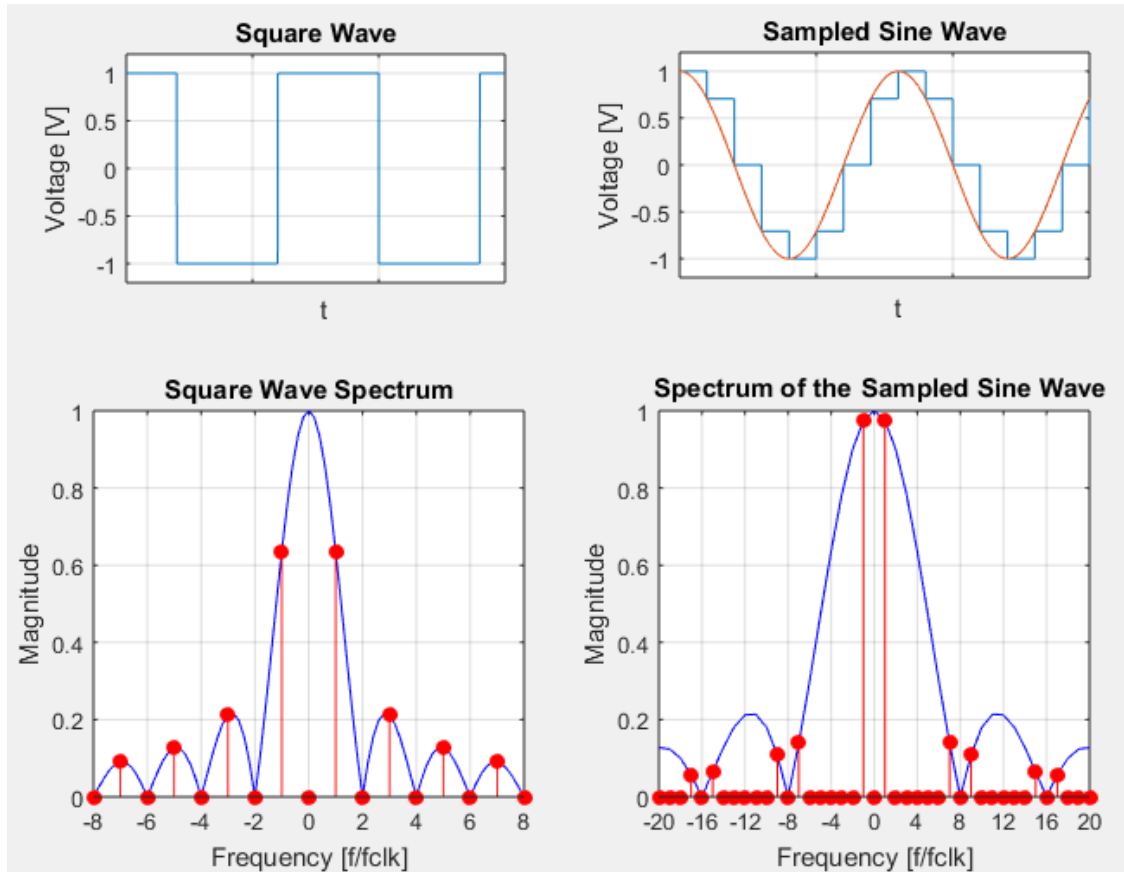 Square Wave
Voltage [V]
1
0.5
0
-0.5
-1
t
Sampled Sine Wave
Voltage [V]
1
0.5
0
-0.5
-1
t
Square Wave Spectrum
Magnitude
1
0.8
0.6
0.4
0.2
0
-8 -6 -4 -2 0 2 4 6 8
Frequency [f/fclk]
Spectrum of the Sampled Sine Wave
Magnitude
1
0.8
0.6
0.4
0.2
0
-20 -16 -12 -8 -4 0 4 8 12 16 20
Frequency [f/fclk]